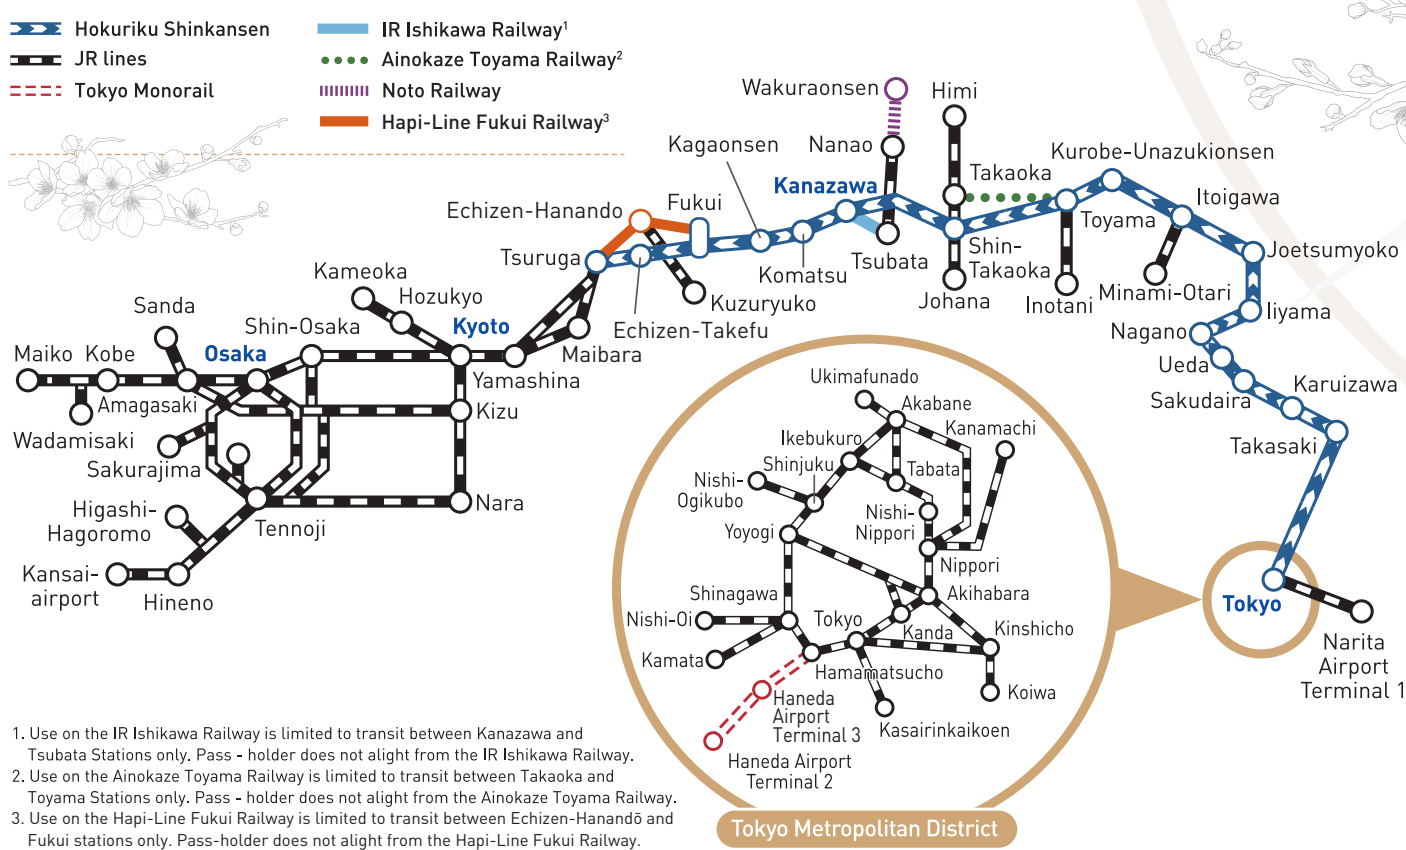 Hokuriku Shinkansen
JR lines
Tokyo Monorail
IR Ishikawa Railway¹
Ainokaze Toyama Railway²
Noto Railway
Hapi-Line Fukui Railway³
Wakuraonsen
Himi
Kagaonsen
Nanao
Takaoka
Kurobe-Unazukionsen
Kanazawa
Itoigawa
Echizen-Hanando
Fukui
Toyama
Tsuruga
Komatsu
Tsubata
Shin-
Takaoka
Joetsumyoko
Kameoka
Kuzuryuko
Johana
Inotani
Minami-Otari
Sanda
Hozukyo
Shin-Osaka
Kyoto
Echizen-Takefu
Iiyama
Nagano
Maiko
Kobe
Osaka
Maibara
Yamashina
Ueda
Amagasaki
Kizu
Sakudaira
Karuizawa
Wadamisaki
Sakurajima
Takasaki
Higashi-
Hagoromo
Tennoji
Nara
Kansai-
airport
Hineno
Tokyo
Narita
Airport
Terminal 1
Ukimafunado
Akabane
Ikebukuro
Kanamachi
Shinjuku
Tabata
Nishi-
Ogikubo
Nishi-
Nippori
Yoyogi
Nippori
Shinagawa
Akihabara
Nishi-Oi
Tokyo
Kanda
Kinshicho
Kamata
Hamamatsucho
Koiwa
Haneda
Airport
Terminal 3
Kasairinkaikoen
Haneda Airport
Terminal 2
Tokyo Metropolitan District
1. Use on the IR Ishikawa Railway is limited to transit between Kanazawa and
Tsubata Stations only. Pass - holder does not alight from the IR Ishikawa Railway.
2. Use on the Ainokaze Toyama Railway is limited to transit between Takaoka and
Toyama Stations only. Pass - holder does not alight from the Ainokaze Toyama Railway.
3. Use on the Hapi-Line Fukui Railway is limited to transit between Echizen-Hanandō and
Fukui stations only. Pass-holder does not alight from the Hapi-Line Fukui Railway.